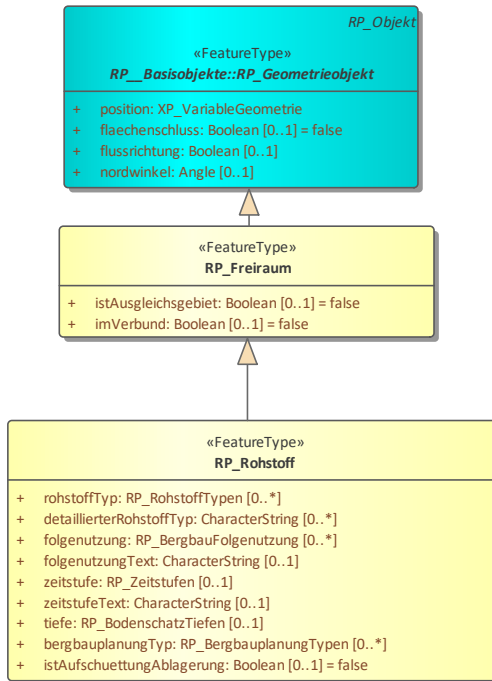 RP_Objekt
«FeatureType»
RP__Basisobjekte::RP_Geometrieobjekt
+ position: XP_VariableGeometrie
+ flaechenschluss: Boolean [0..1] = false
+ flussrichtung: Boolean [0..1]
+ nordwinkel: Angle [0..1]
«FeatureType»
RP_Freiraum
+ istAusgleichsgebiet: Boolean [0..1] = false
+ imVerbund: Boolean [0..1] = false
«FeatureType»
RP_Rohstoff
+ rohstoffTyp: RP_RohstoffTypen [0..*]
+ detaillierterRohstoffTyp: CharacterString [0..*]
+ folgenutzung: RP_BergbauFolgenutzung [0..*]
+ folgenutzungText: CharacterString [0..1]
+ zeitstufe: RP_Zeitstufen [0..1]
+ zeitstufeText: CharacterString [0..1]
+ tiefe: RP_BodenschatzTiefen [0..1]
+ bergbauplanungTyp: RP_BergbauplanungTypen [0..*]
+ istAufschuettungAblagerung: Boolean [0..1] = false